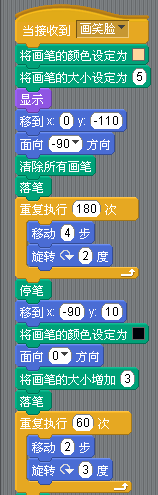 当接收到 画笑脸
将画笔的颜色设定为
将画笔的大小设定为 5
显示
移到 x: 0 y: -110
面向 -90 方向
清除所有画笔
落笔
重复执行 180 次
移动 4 步
旋转 2 度
停笔
移到 x: -90 y: 10
将画笔的颜色设定为
面向 0 方向
将画笔的大小增加 3
落笔
重复执行 60 次
移动 2 步
旋转 3 度